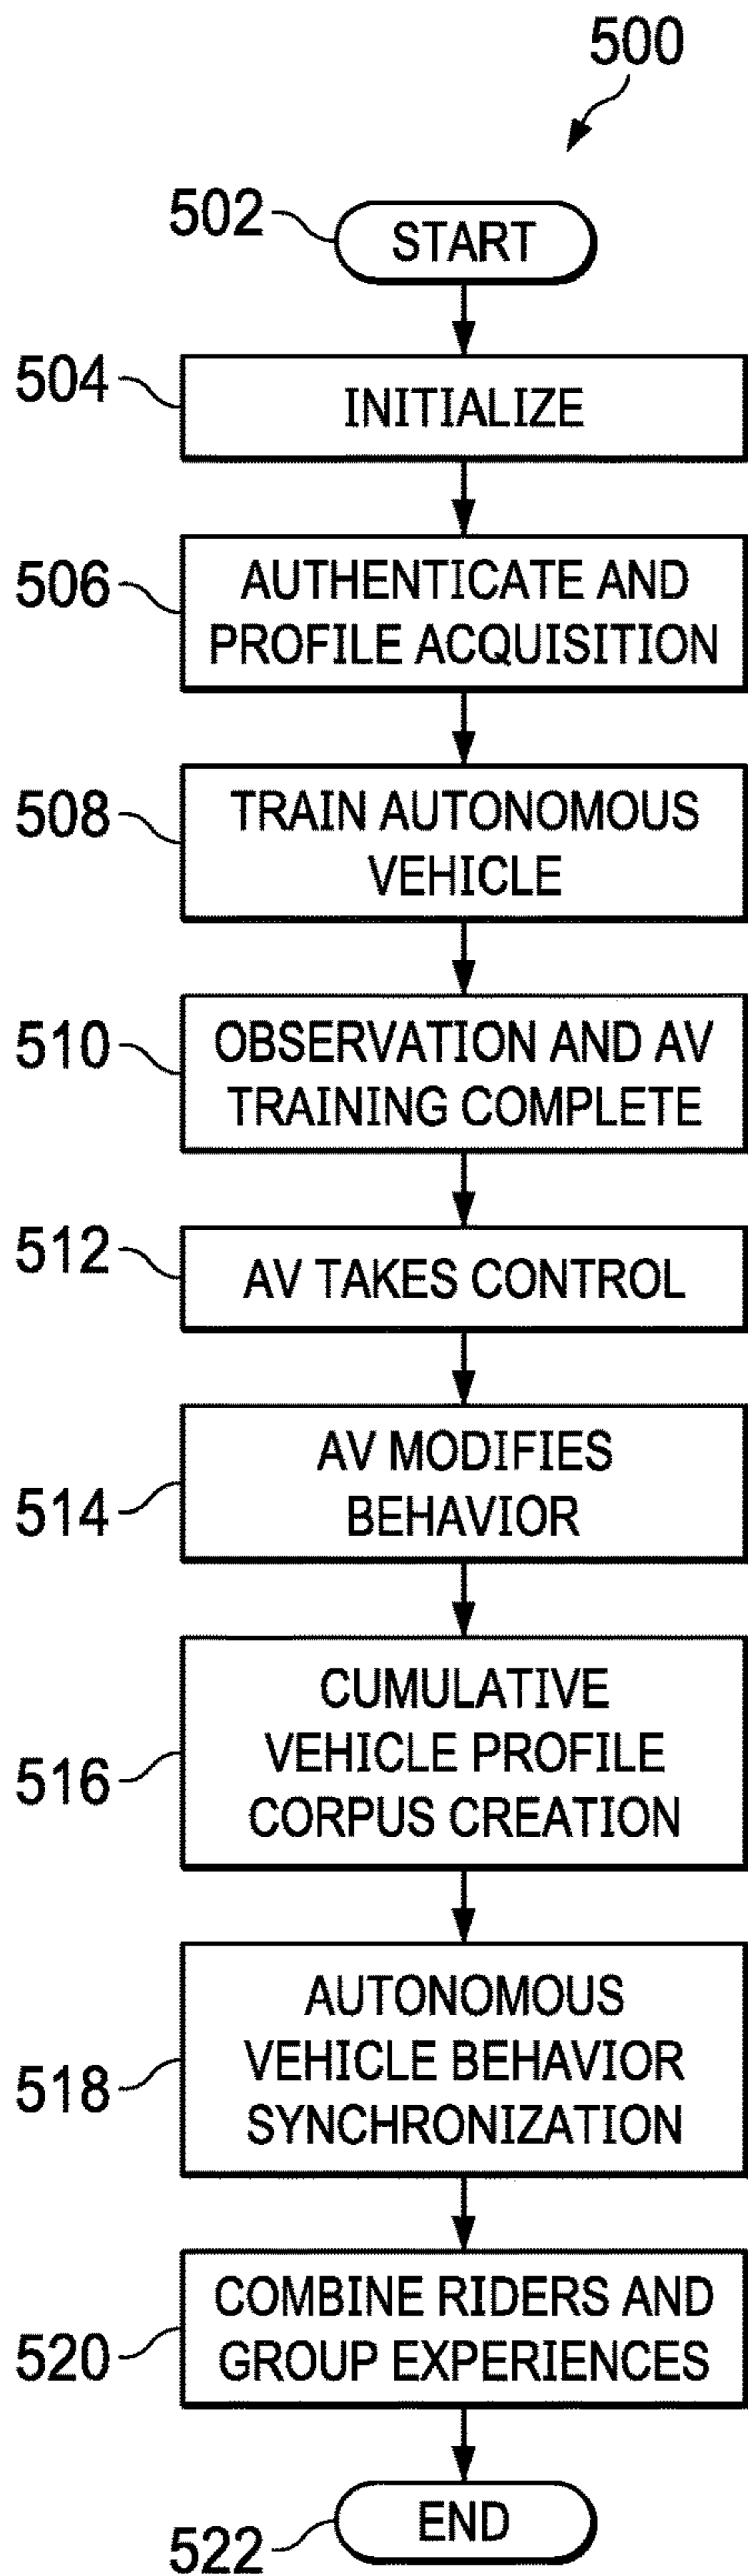 500
502
START
504
INITIALIZE
506
AUTHENTICATE AND
PROFILE ACQUISITION
508
TRAIN AUTONOMOUS
VEHICLE
510
OBSERVATION AND AV
TRAINING COMPLETE
512
AV TAKES CONTROL
514
AV MODIFIES
BEHAVIOR
516
CUMULATIVE
VEHICLE PROFILE
CORPUS CREATION
518
AUTONOMOUS
VEHICLE BEHAVIOR
SYNCHRONIZATION
520
COMBINE RIDERS AND
GROUP EXPERIENCES
522
END